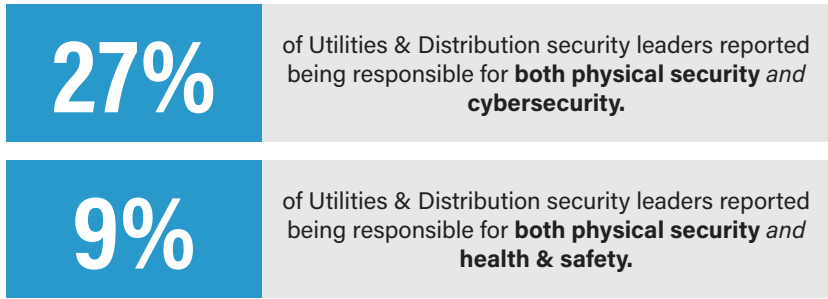 27%
of Utilities & Distribution security leaders reported
being responsible for both physical security and
cybersecurity.
9%
of Utilities & Distribution security leaders reported
being responsible for both physical security and
health & safety.